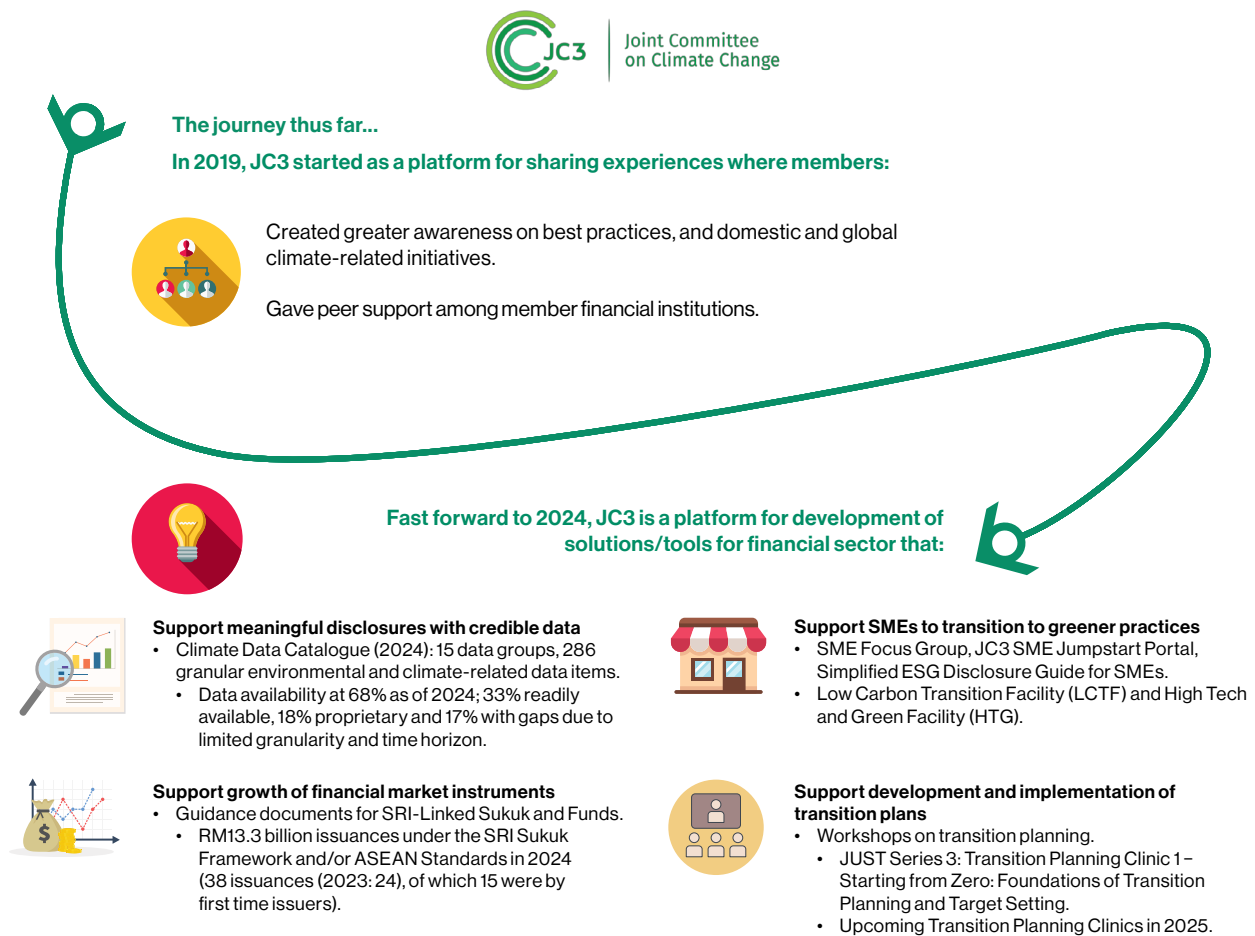 JC3
Joint Committee
on Climate Change
The journey thus far...
In 2019, JC3 started as a platform for sharing experiences where members:
Created greater awareness on best practices, and domestic and global
climate-related initiatives.
Gave peer support among member financial institutions.
Fast forward to 2024, JC3 is a platform for development of
solutions/tools for financial sector that:
Support meaningful disclosures with credible data
• Climate Data Catalogue (2024): 15 data groups, 286
granular environmental and climate-related data items.
• Data availability at 68% as of 2024; 33% readily
available, 18% proprietary and 17% with gaps due to
limited granularity and time horizon.
Support growth of financial market instruments
• Guidance documents for SRI-Linked Sukuk and Funds.
• RM13.3 billion issuances under the SRI Sukuk
Framework and/or ASEAN Standards in 2024
(38 issuances (2023: 24), of which 15 were by
first time issuers).
$
Support SMEs to transition to greener practices
• SME Focus Group, JC3 SME Jumpstart Portal,
Simplified ESG Disclosure Guide for SMEs.
• Low Carbon Transition Facility (LCTF) and High Tech
and Green Facility (HTG).
Support development and implementation of
transition plans
• Workshops on transition planning.
• JUST Series 3: Transition Planning Clinic 1 –
Starting from Zero: Foundations of Transition
Planning and Target Setting.
• Upcoming Transition Planning Clinics in 2025.